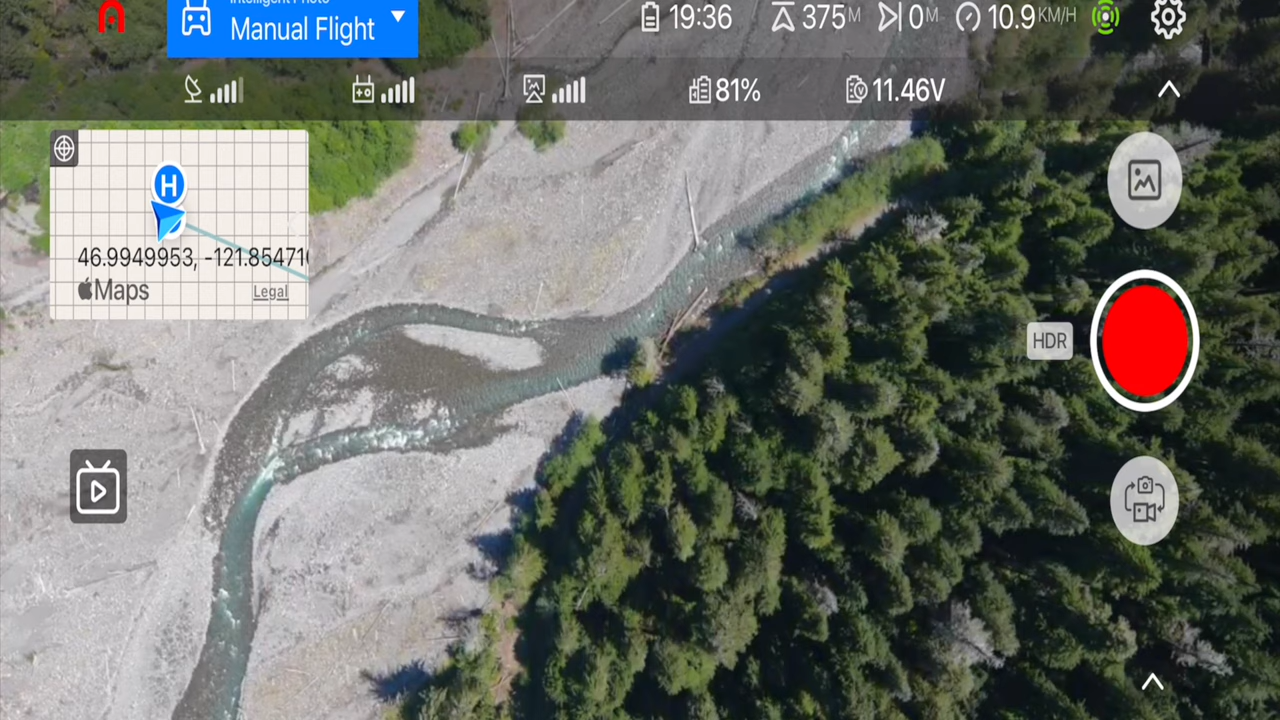 Intelligent Photo
Manual Flight
19:36
375M
0M
10.9KM/H
81%
11.46V
H
46.9949953, -121.854716
Maps
Legal
HDR